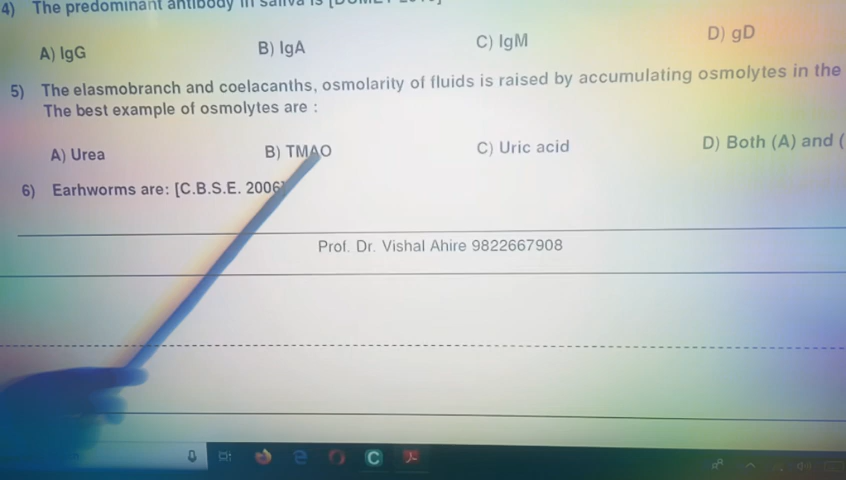 4) The predominant antibody in saliva is
A) IgG B) IgA C) IgM D) gD
5) The elasmobranch and coelacanths, osmolarity of fluids is raised by accumulating osmolytes in the
The best example of osmolytes are :
A) Urea B) TMAO C) Uric acid D) Both (A) and (
6) Earhworms are: [C.B.S.E. 2006
Prof. Dr. Vishal Ahire 9822667908